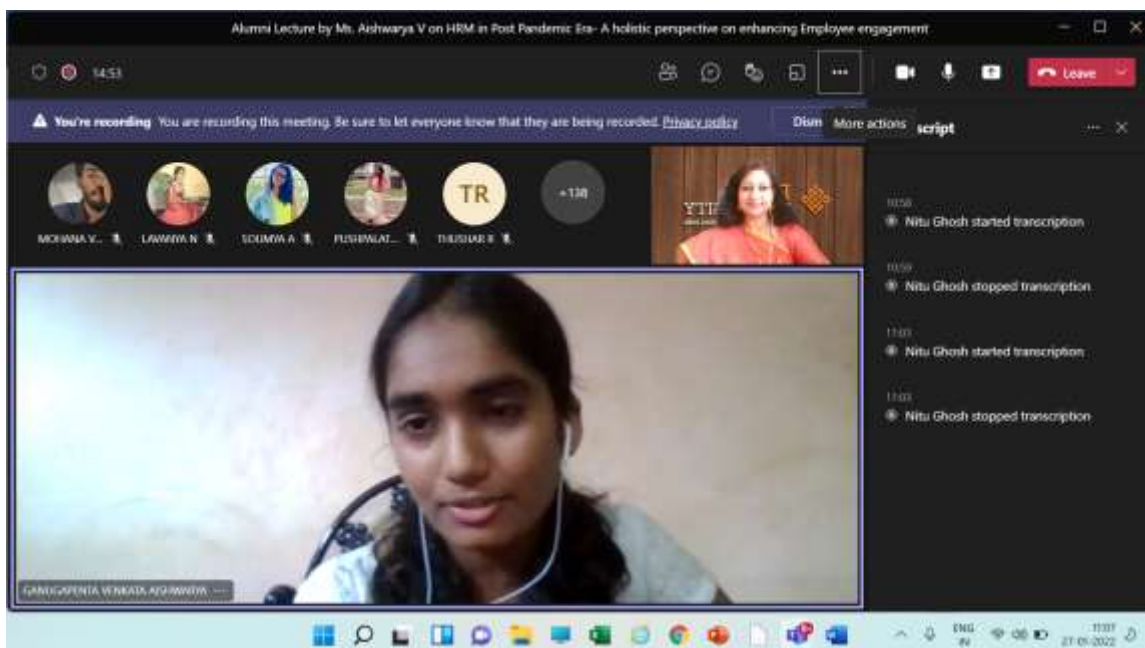 Alumni Lecture by Ms. Aishwarya V on HRM in Post Pandemic Era- A holistic perspective on enhancing Employee engagement
14:53
Leave
You're recording You are recording this meeting. Be sure to let everyone know that they are being recorded. Privacy policy
Dism
More actions
script
MOHANA V...
LAVANYA N
SOUMYA A
PUSHPALAT...
TR
THUSHAR R
+138
10:58
Nitu Ghosh started transcription
10:59
Nitu Ghosh stopped transcription
11:03
Nitu Ghosh started transcription
11:03
Nitu Ghosh stopped transcription
GANUGAPENTA VENKATA AISHWARYA
ENG
IN
11:07
27-01-2022